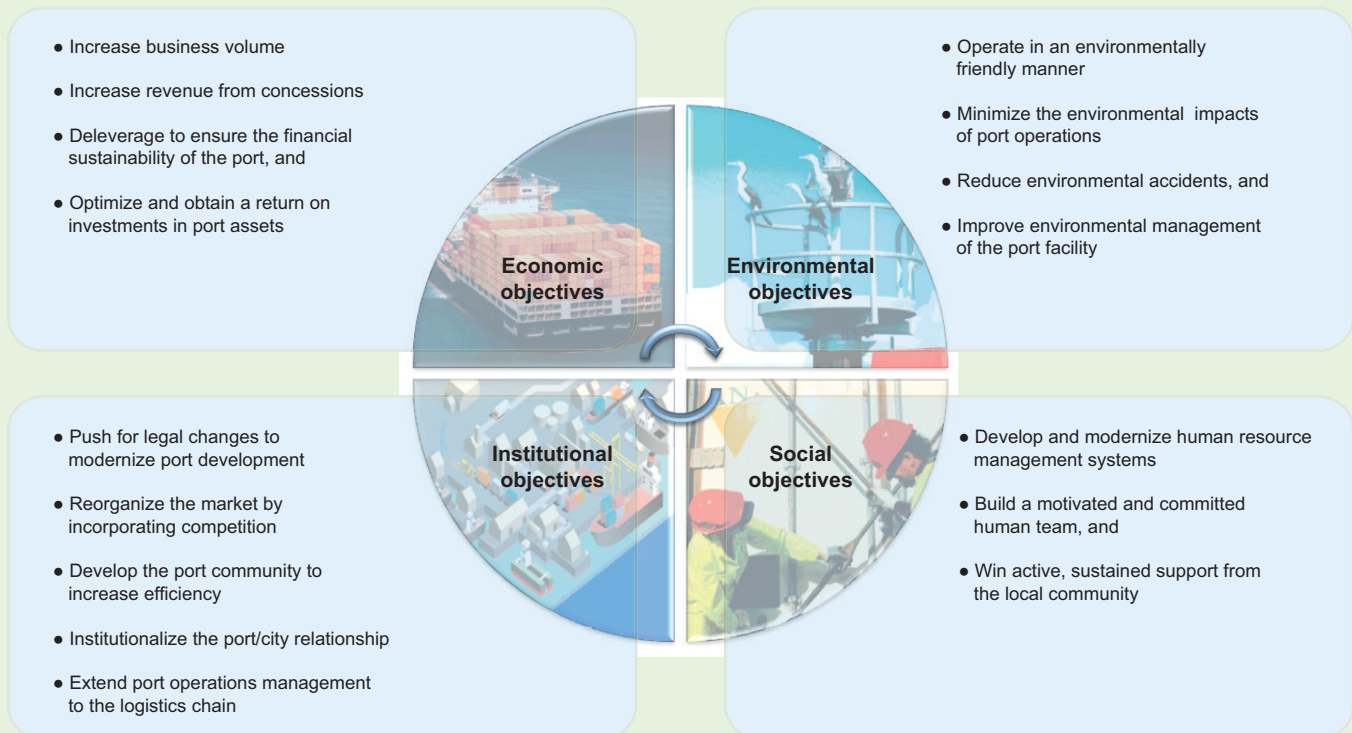 ● Increase business volume
● Increase revenue from concessions
● Deleverage to ensure the financial
sustainability of the port, and
● Optimize and obtain a return on
investments in port assets
Economic
objectives
● Operate in an environmentally
friendly manner
● Minimize the environmental impacts
of port operations
● Reduce environmental accidents, and
● Improve environmental management
of the port facility
Environmental
objectives
● Push for legal changes to
modernize port development
● Reorganize the market by
incorporating competition
● Develop the port community to
increase efficiency
● Institutionalize the port/city relationship
● Extend port operations management
to the logistics chain
Institutional
objectives
Social
objectives
● Develop and modernize human resource
management systems
● Build a motivated and committed
human team, and
● Win active, sustained support from
the local community